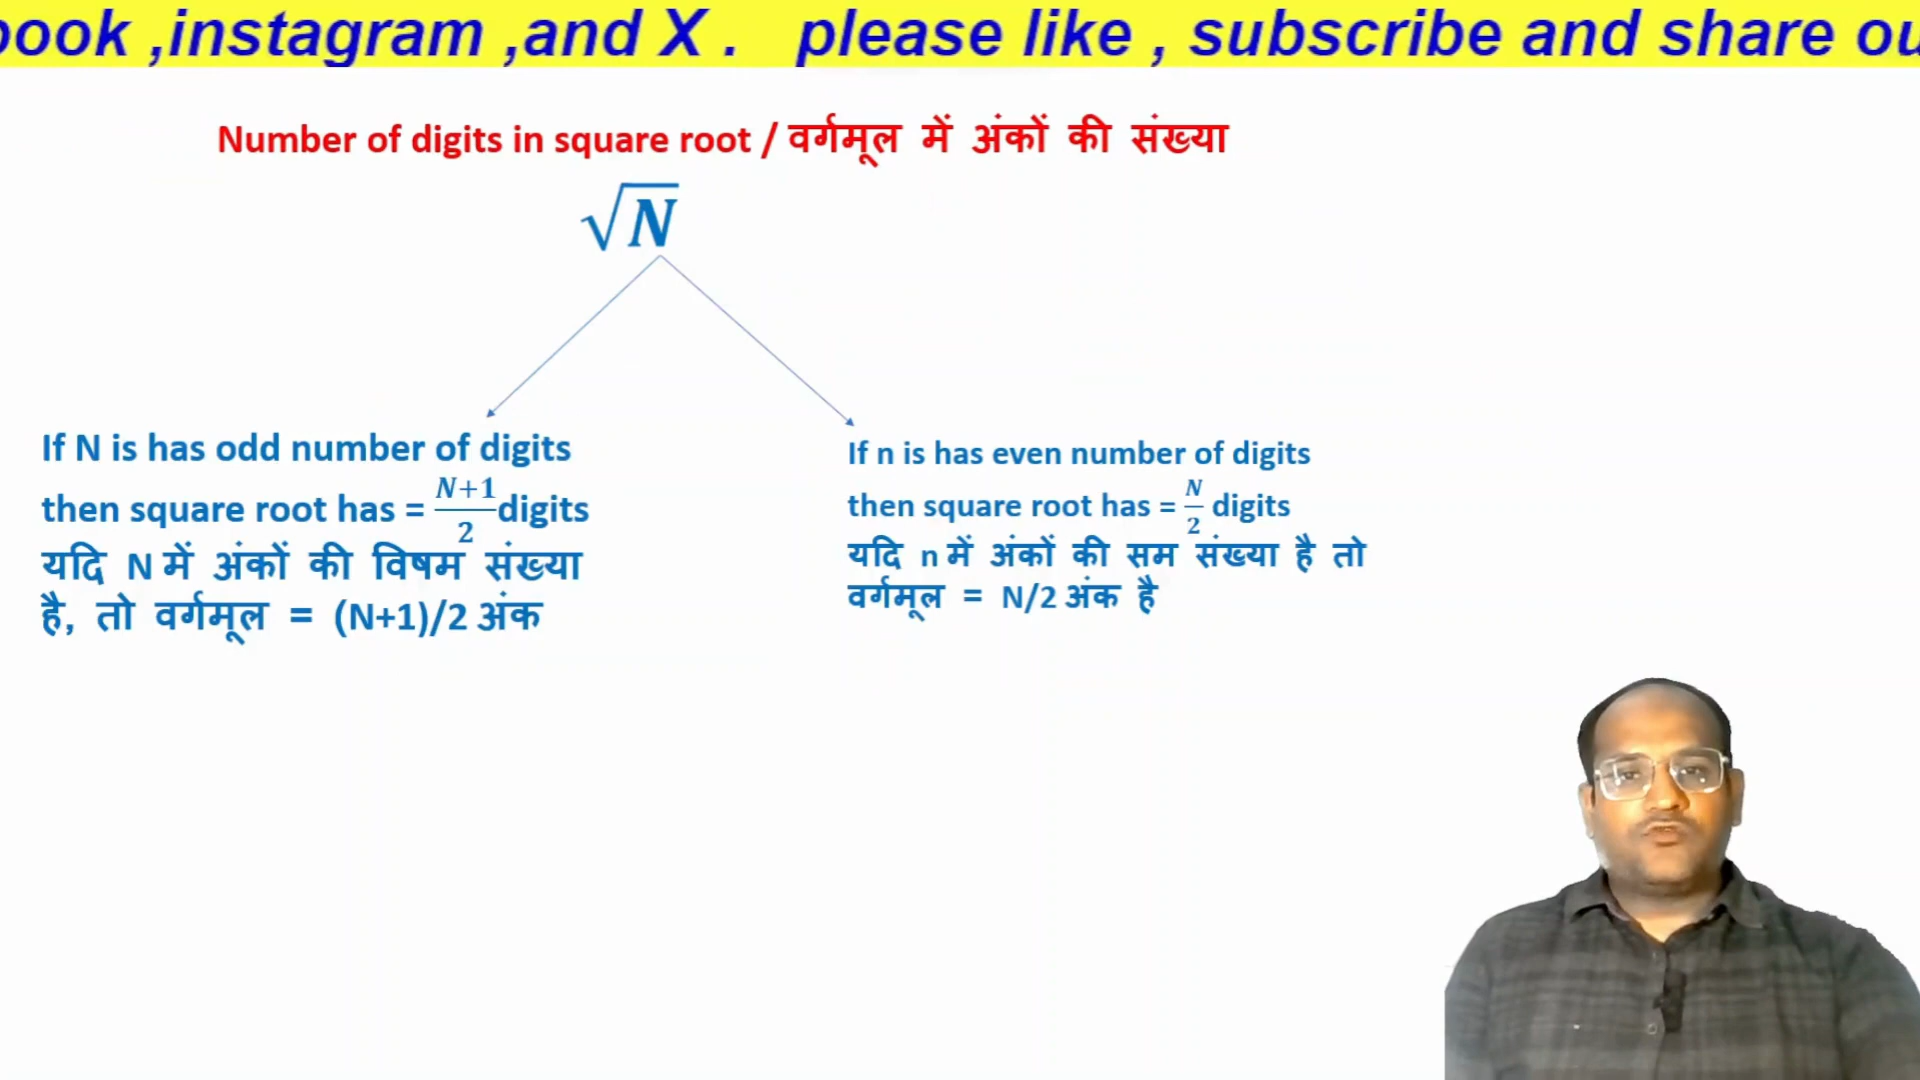 ,instagram ,and X . please like , subscribe and share
Number of digits in square root / वर्गमूल में अंकों की संख्या
√N
If N is has odd number of digits
then square root has = N+1/2 digits
यदि N में अंकों की विषम संख्या
है, तो वर्गमूल = (N+1)/2 अंक
If n is has even number of digits
then square root has = N/2 digits
यदि n में अंकों की सम संख्या है तो
वर्गमूल = N/2 अंक है